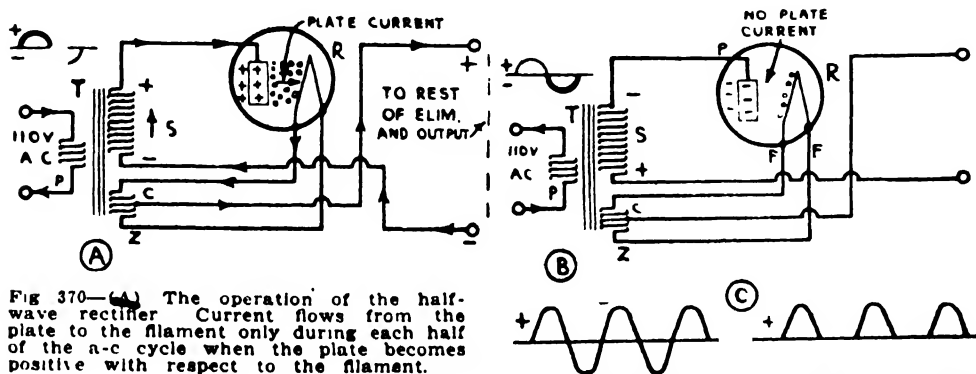 PLATE CURRENT
+
-
T
R
+
+
110V
A C
P
S
-
C
Z
TO REST
OF ELIM.
AND OUTPUT
-
A
NO PLATE
CURRENT
P
+
-
T
R
-
110V
AC
P
S
+
F F
C
Z
B
C
+ -
+
Fig 370—(A) The operation of the half-
wave rectifier Current flows from the
plate to the filament only during each half
of the a-c cycle when the plate becomes
positive with respect to the filament.